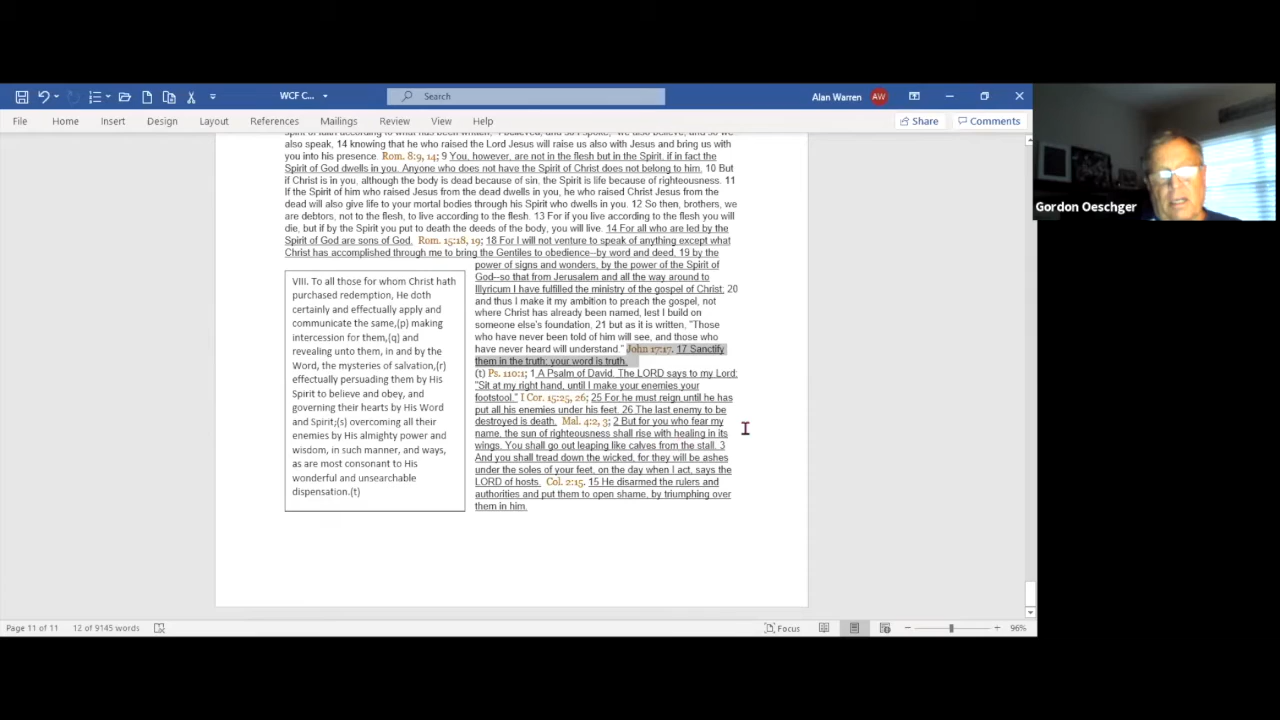 WCF C...
Search
Alan Warren AW
File Home Insert Design Layout References Mailings Review View Help Share Comments
Gordon Oeschger
Spirit of faith according to what has been written, "I believed, and so I spoke," we also believe, and so we
also speak, 14 knowing that he who raised the Lord Jesus will raise us also with Jesus and bring us with
you into his presence. Rom. 8:9, 14; 9 You, however, are not in the flesh but in the Spirit, if in fact the
Spirit of God dwells in you. Anyone who does not have the Spirit of Christ does not belong to him. 10 But
if Christ is in you, although the body is dead because of sin, the Spirit is life because of righteousness. 11
If the Spirit of him who raised Jesus from the dead dwells in you, he who raised Christ Jesus from the
dead will also give life to your mortal bodies through his Spirit who dwells in you. 12 So then, brothers, we
are debtors, not to the flesh, to live according to the flesh. 13 For if you live according to the flesh you will
die, but if by the Spirit you put to death the deeds of the body, you will live. 14 For all who are led by the
Spirit of God are sons of God. Rom. 15:18, 19; 18 For I will not venture to speak of anything except what
Christ has accomplished through me to bring the Gentiles to obedience--by word and deed, 19 by the
power of signs and wonders, by the power of the Spirit of
God--so that from Jerusalem and all the way around to
Illyricum I have fulfilled the ministry of the gospel of Christ; 20
and thus I make it my ambition to preach the gospel, not
where Christ has already been named, lest I build on
someone else's foundation, 21 but as it is written, "Those
who have never been told of him will see, and those who
have never heard will understand." John 17:17. 17 Sanctify
them in the truth; your word is truth.
(t) Ps. 110:1; 1 A Psalm of David. The LORD says to my Lord:
"Sit at my right hand, until I make your enemies your
footstool." I Cor. 15:25, 26; 25 For he must reign until he has
put all his enemies under his feet. 26 The last enemy to be
destroyed is death. Mal. 4:2, 3; 2 But for you who fear my
name, the sun of righteousness shall rise with healing in its
wings. You shall go out leaping like calves from the stall. 3
And you shall tread down the wicked, for they will be ashes
under the soles of your feet, on the day when I act, says the
LORD of hosts. Col. 2:15. 15 He disarmed the rulers and
authorities and put them to open shame, by triumphing over
them in him.
VIII. To all those for whom Christ hath
purchased redemption, He doth
certainly and effectually apply and
communicate the same,(p) making
intercession for them,(q) and
revealing unto them, in and by the
Word, the mysteries of salvation,(r)
effectually persuading them by His
Spirit to believe and obey, and
governing their hearts by His Word
and Spirit;(s) overcoming all their
enemies by His almighty power and
wisdom, in such manner, and ways,
as are most consonant to His
wonderful and unsearchable
dispensation.(t)
Page 11 of 11 12 of 9145 words Focus 96%